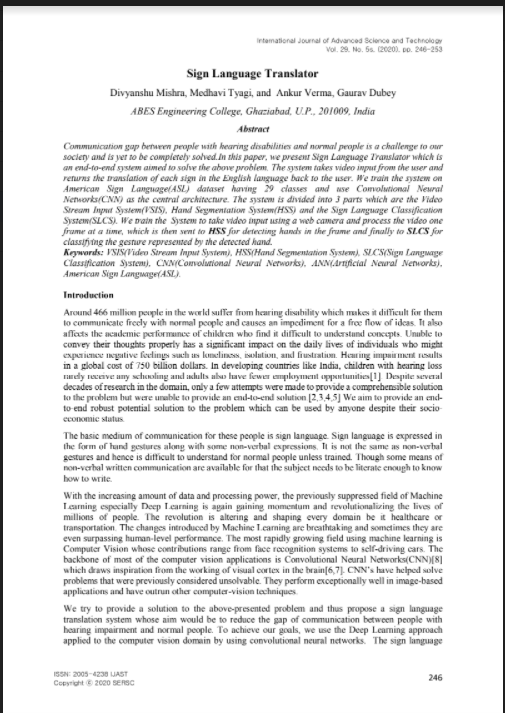 International Journal of Advanced Science and Technology
Vol. 29, No. 5s, (2020), pp. 246-253
Sign Language Translator
Divyanshu Mishra, Medhavi Tyagi, and Ankur Verma, Gaurav Dubey
ABES Engineering College, Ghaziabad, U.P., 201009, India
Abstract
Communication gap between people with hearing disabilities and normal people is a challenge to our
society and is yet to be completely solved.In this paper, we present Sign Language Translator which is
an end-to-end system aimed to solve the above problem. The system takes video input from the user and
returns the translation of each sign in the English language back to the user. We train the system on
American Sign Language(ASL) dataset having 29 classes and use Convolutional Neural
Networks(CNN) as the central architecture. The system is divided into 3 parts which are the Video
Stream Input System(VSIS), Hand Segmentation System(HSS) and the Sign Language Classification
System(SLCS). We train the System to take video input using a web camera and process the video one
frame at a time, which is then sent to HSS for detecting hands in the frame and finally to SLCS for
classifying the gesture represented by the detected hand.
Keywords: VSIS(Video Stream Input System), HSS(Hand Segmentation System), SLCS(Sign Language
Classification System), CNN(Convolutional Neural Networks), ANN(Artificial Neural Networks),
American Sign Language(ASL).
Introduction
Around 466 million people in the world suffer from hearing disability which makes it difficult for them
to communicate freely with normal people and causes an impediment for a free flow of ideas. It also
affects the academic performance of children who find it difficult to understand concepts. Unable to
convey their thoughts properly has a significant impact on the daily lives of individuals who might
experience negative feelings such as loneliness, isolation, and frustration. Hearing impairment results
in a global cost of 750 billion dollars. In developing countries like India, children with hearing loss
rarely receive any schooling and adults also have fewer employment opportunities[1]. Despite several
decades of research in the domain, only a few attempts were made to provide a comprehensible solution
to the problem but were unable to provide an end-to-end solution.[2,3,4,5] We aim to provide an end-
to-end robust potential solution to the problem which can be used by anyone despite their socio-
economic status.
The basic medium of communication for these people is sign language. Sign language is expressed in
the form of hand gestures along with some non-verbal expressions. It is not the same as non-verbal
gestures and hence is difficult to understand for normal people unless trained. Though some means of
non-verbal written communication are available for that the subject needs to be literate enough to know
how to write.
With the increasing amount of data and processing power, the previously suppressed field of Machine
Learning especially Deep Learning is again gaining momentum and revolutionalizing the lives of
millions of people. The revolution is altering and shaping every domain be it healthcare or
transportation. The changes introduced by Machine Learning are breathtaking and sometimes they are
even surpassing human-level performance. The most rapidly growing field using machine learning is
Computer Vision whose contributions range from face recognition systems to self-driving cars. The
backbone of most of the computer vision applications is Convolutional Neural Networks(CNN)[8]
which draws inspiration from the working of visual cortex in the brain[6,7]. CNN's have helped solve
problems that were previously considered unsolvable. They perform exceptionally well in image-based
applications and have outrun other computer-vision techniques.
We try to provide a solution to the above-presented problem and thus propose a sign language
translation system whose aim would be to reduce the gap of communication between people with
hearing impairment and normal people. To achieve our goals, we use the Deep Learning approach
applied to the computer vision domain by using convolutional neural networks. The sign language
ISSN: 2005-4238 IJAST
Copyright ⓒ 2020 SERSC
246